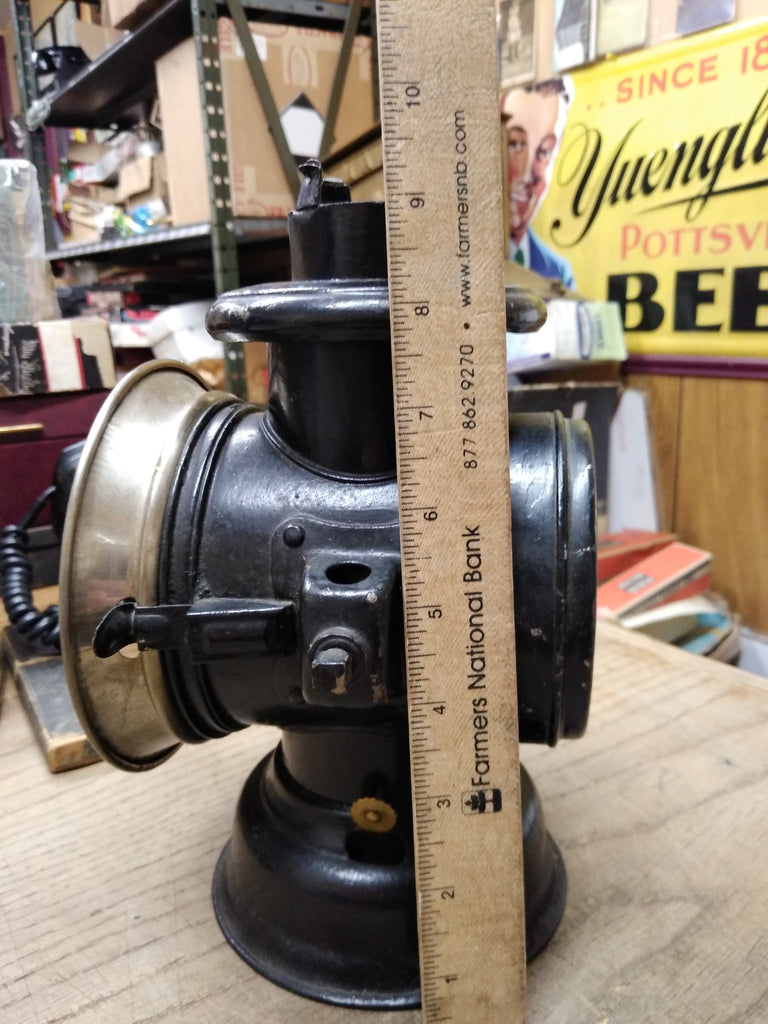 10
9
8
7
6
5
4
3
2
1
Farmers National Bank
877 862 9270 • www.farmersnb.com
.. SINCE 18
Yuengl
POTTSV
BEE